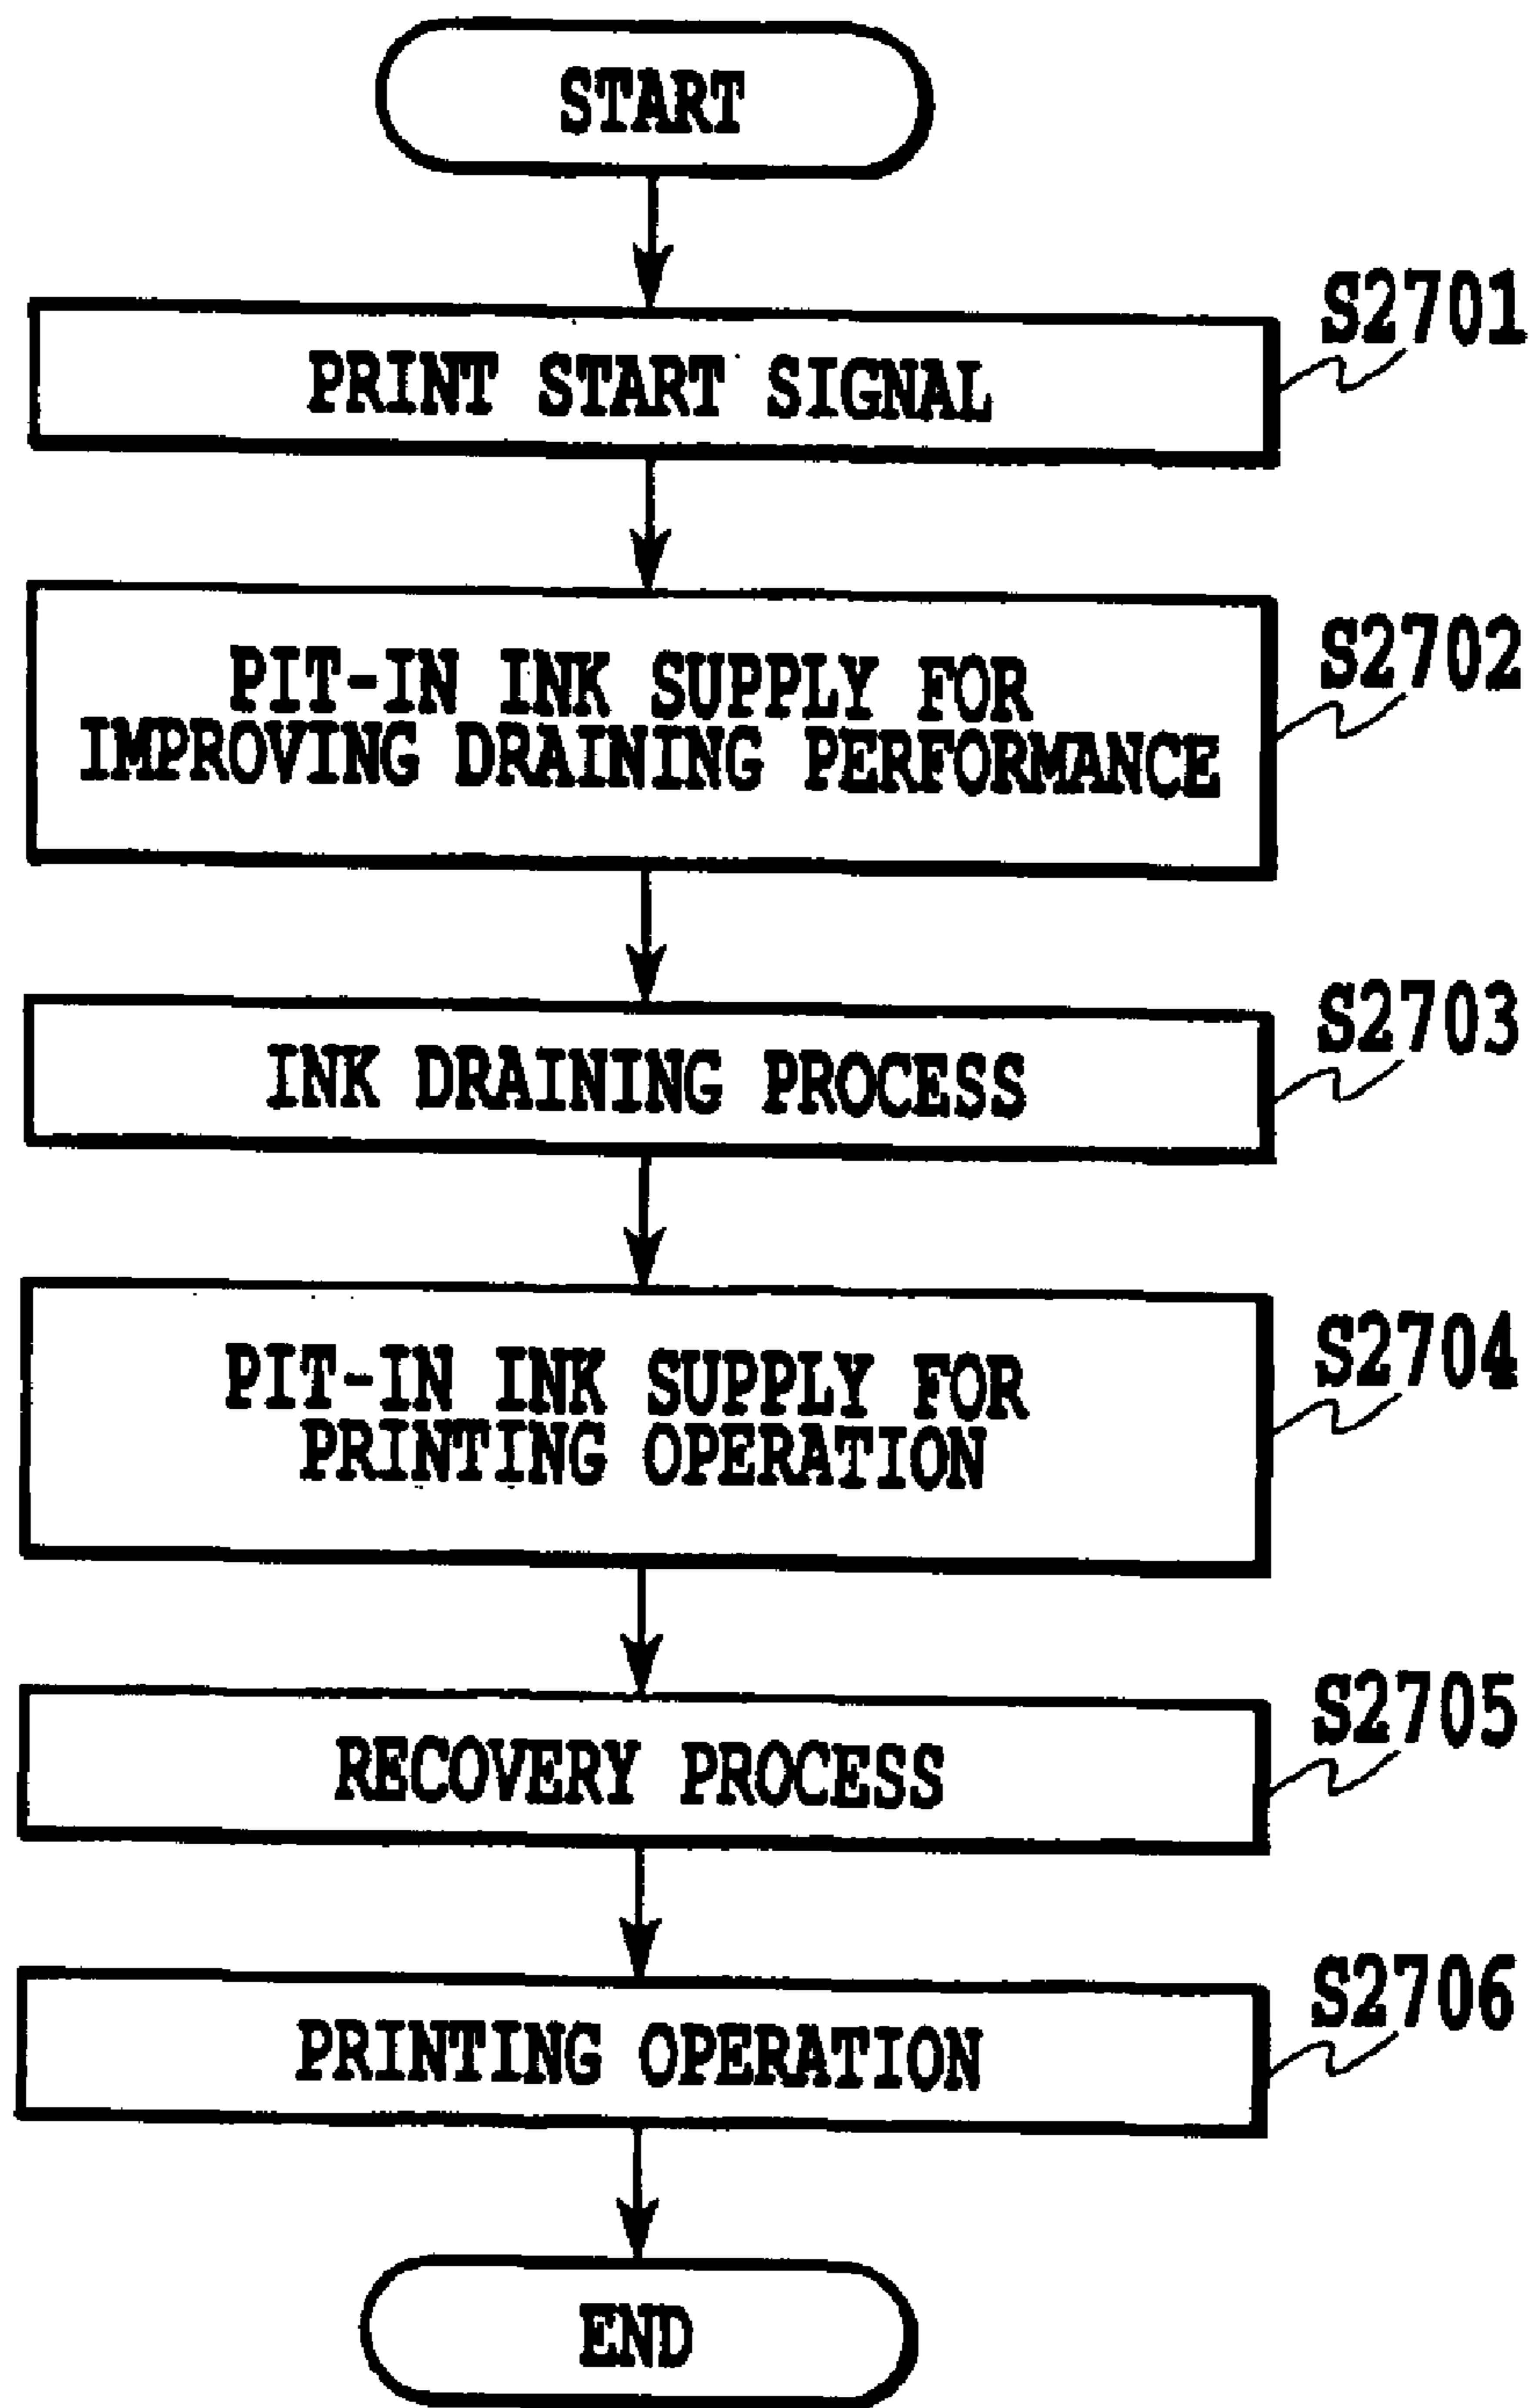 START
S2701
PRINT START SIGNAL
S2702
PIT-IN INK SUPPLY FOR
IMPROVING DRAINING PERFORMANCE
S2703
INK DRAINING PROCESS
S2704
PIT-IN INK SUPPLY FOR
PRINTING OPERATION
S2705
RECOVERY PROCESS
S2706
PRINTING OPERATION
END